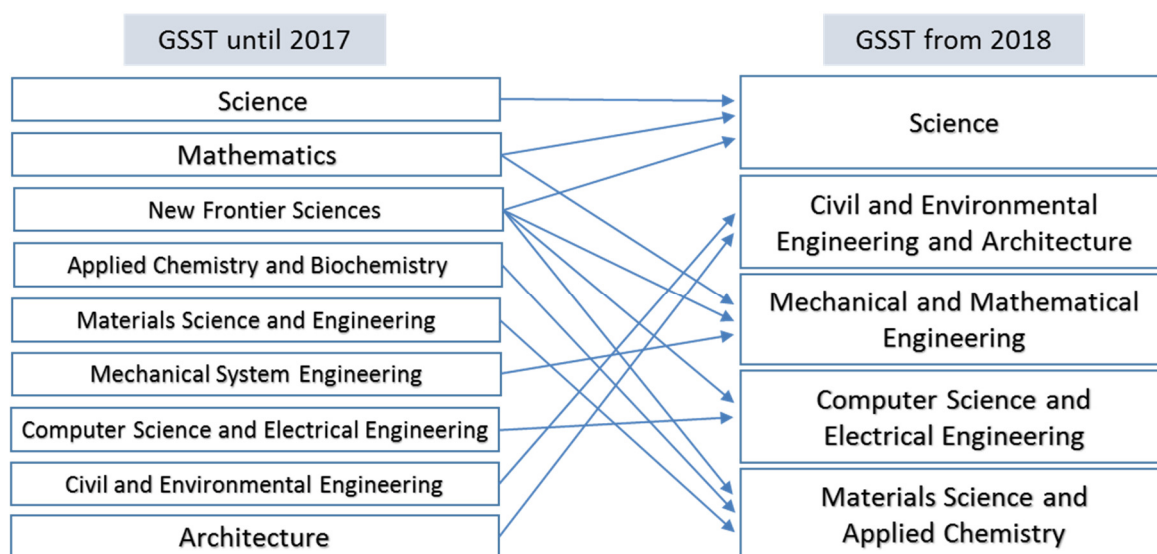 GSST until 2017
Science
Mathematics
New Frontier Sciences
Applied Chemistry and Biochemistry
Materials Science and Engineering
Mechanical System Engineering
Computer Science and Electrical Engineering
Civil and Environmental Engineering
Architecture
GSST from 2018
Science
Civil and Environmental
Engineering and Architecture
Mechanical and Mathematical
Engineering
Computer Science and
Electrical Engineering
Materials Science and
Applied Chemistry